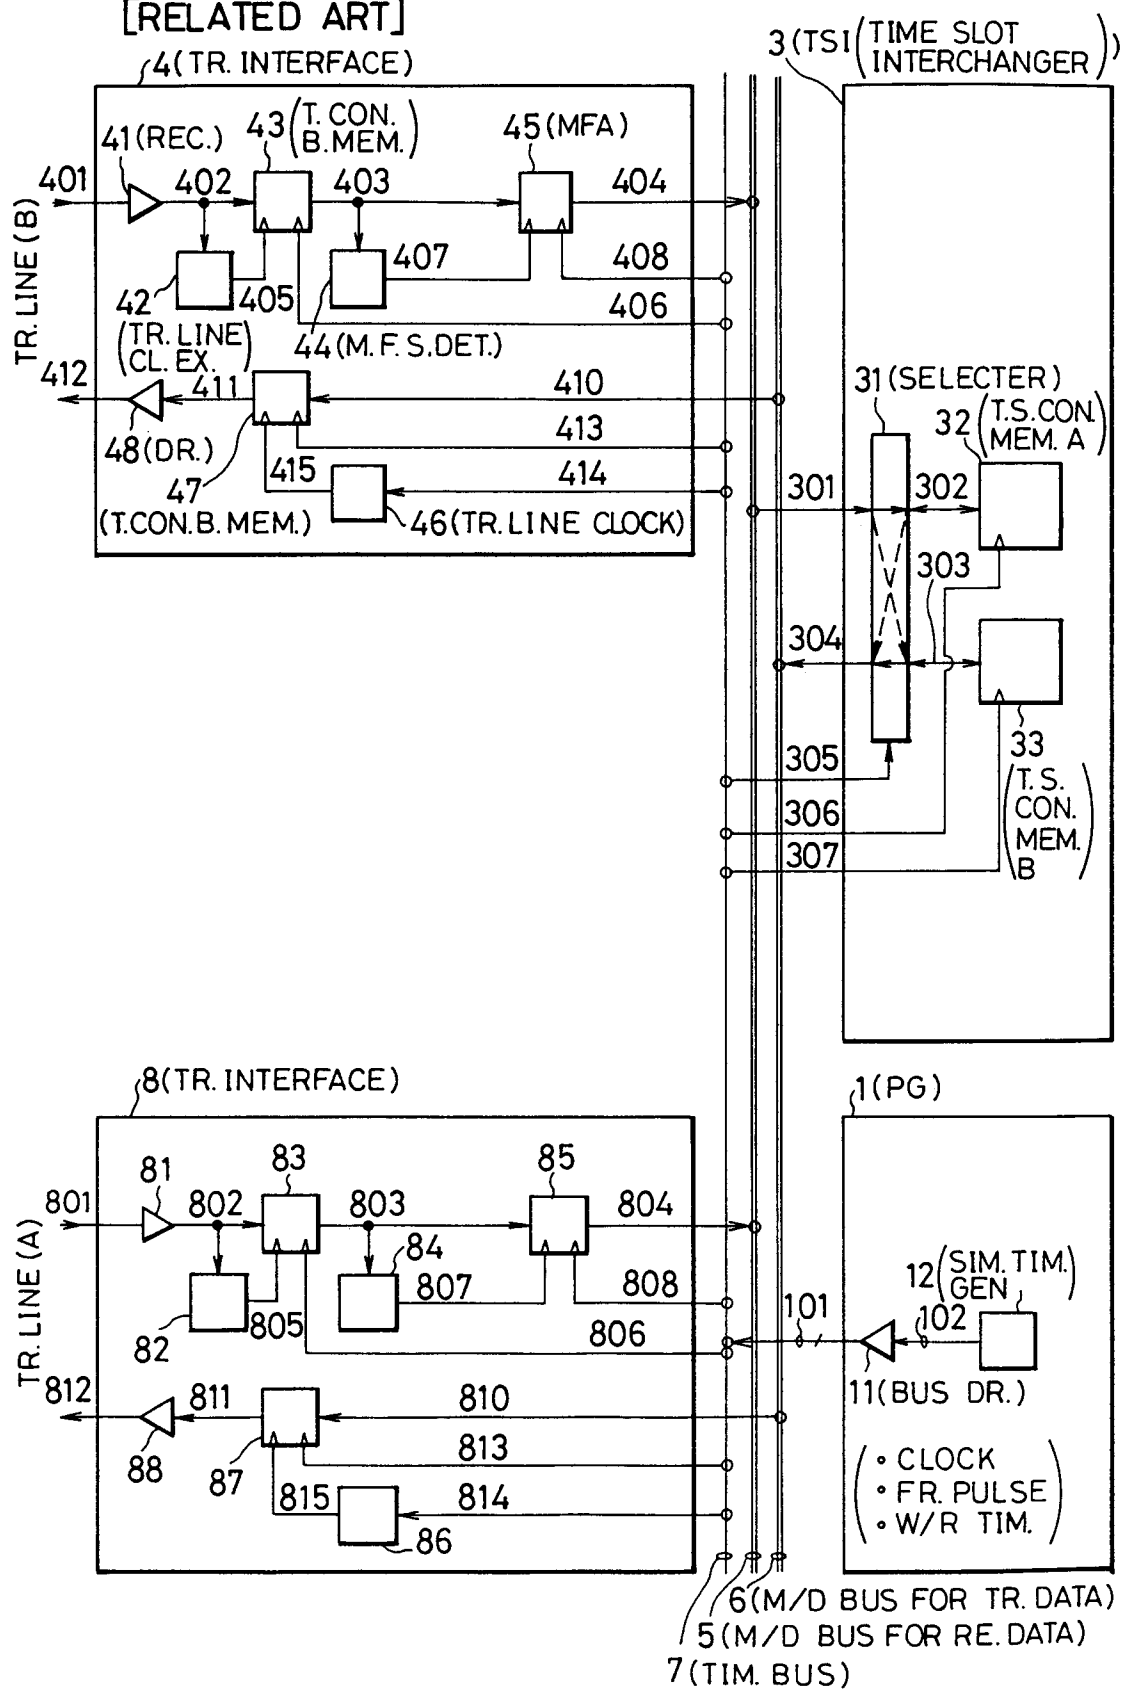 [RELATED ART]
4(TR. INTERFACE)
3(TSI(TIME SLOT
INTERCHANGER))
41(REC.)
43(T. CON.
B. MEM.)
45(MFA)
401
402
403
404
TR. LINE (B)
42
405
407
408
406
(TR. LINE
CL. EX.)
44(M. F. S. DET.)
412
411
410
48(DR.)
413
415
414
47
(T.CON.B.MEM.)
46(TR. LINE CLOCK)
31(SELECTER)
32(T.S.CON.
MEM. A)
301
302
303
304
33
(T. S.
CON.
MEM.
B)
305
306
307
8(TR. INTERFACE)
1(PG)
81
83
85
801
802
803
804
TR. LINE (A)
84
82
805
807
808
806
812
811
810
88
87
813
815
814
86
12(SIM. TIM.
GEN)
101
102
11(BUS DR.)
(∘ CLOCK
∘ FR. PULSE
∘ W/R TIM.)
6(M/D BUS FOR TR. DATA)
5(M/D BUS FOR RE. DATA)
7(TIM. BUS)